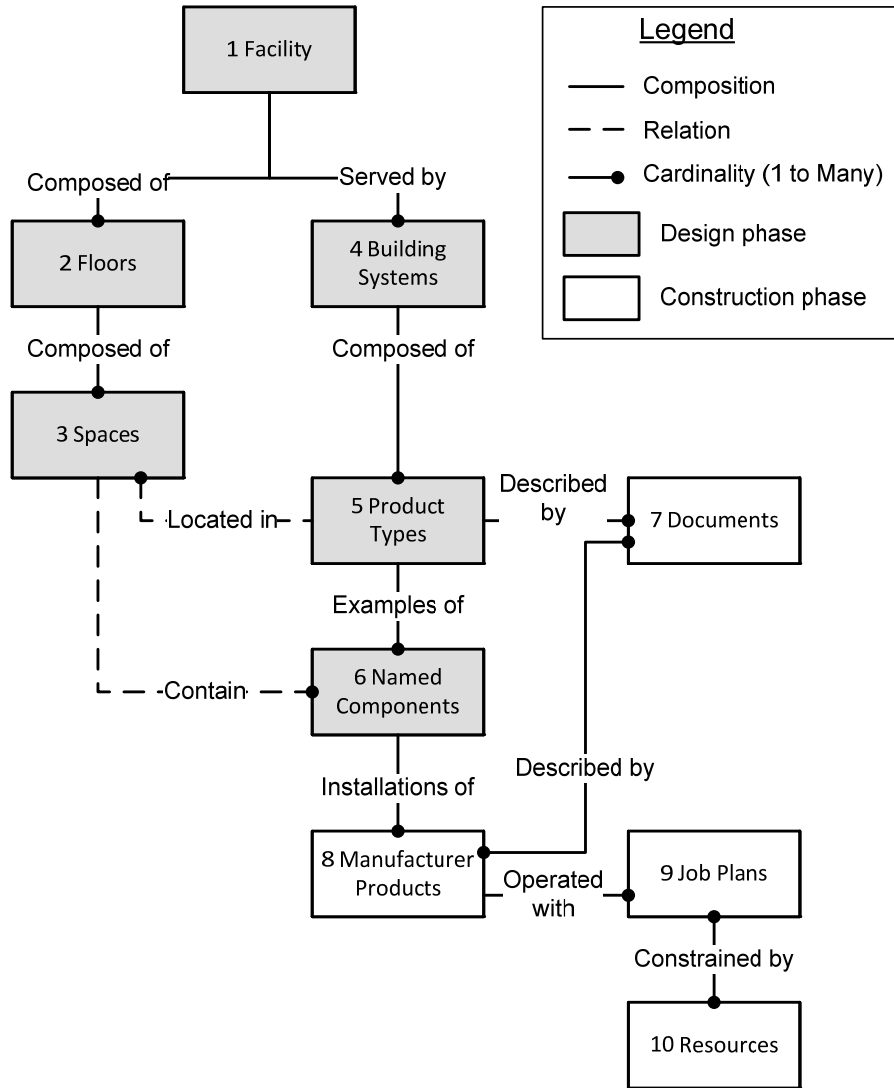 1 Facility
Legend
Composition
Relation
Cardinality (1 to Many)
Design phase
Construction phase
Composed of
Served by
2 Floors
4 Building
Systems
Composed of
Composed of
3 Spaces
Located in
5 Product
Types
Described
by
7 Documents
Examples of
Contain
6 Named
Components
Described by
Installations of
8 Manufacturer
Products
Operated
with
9 Job Plans
Constrained by
10 Resources